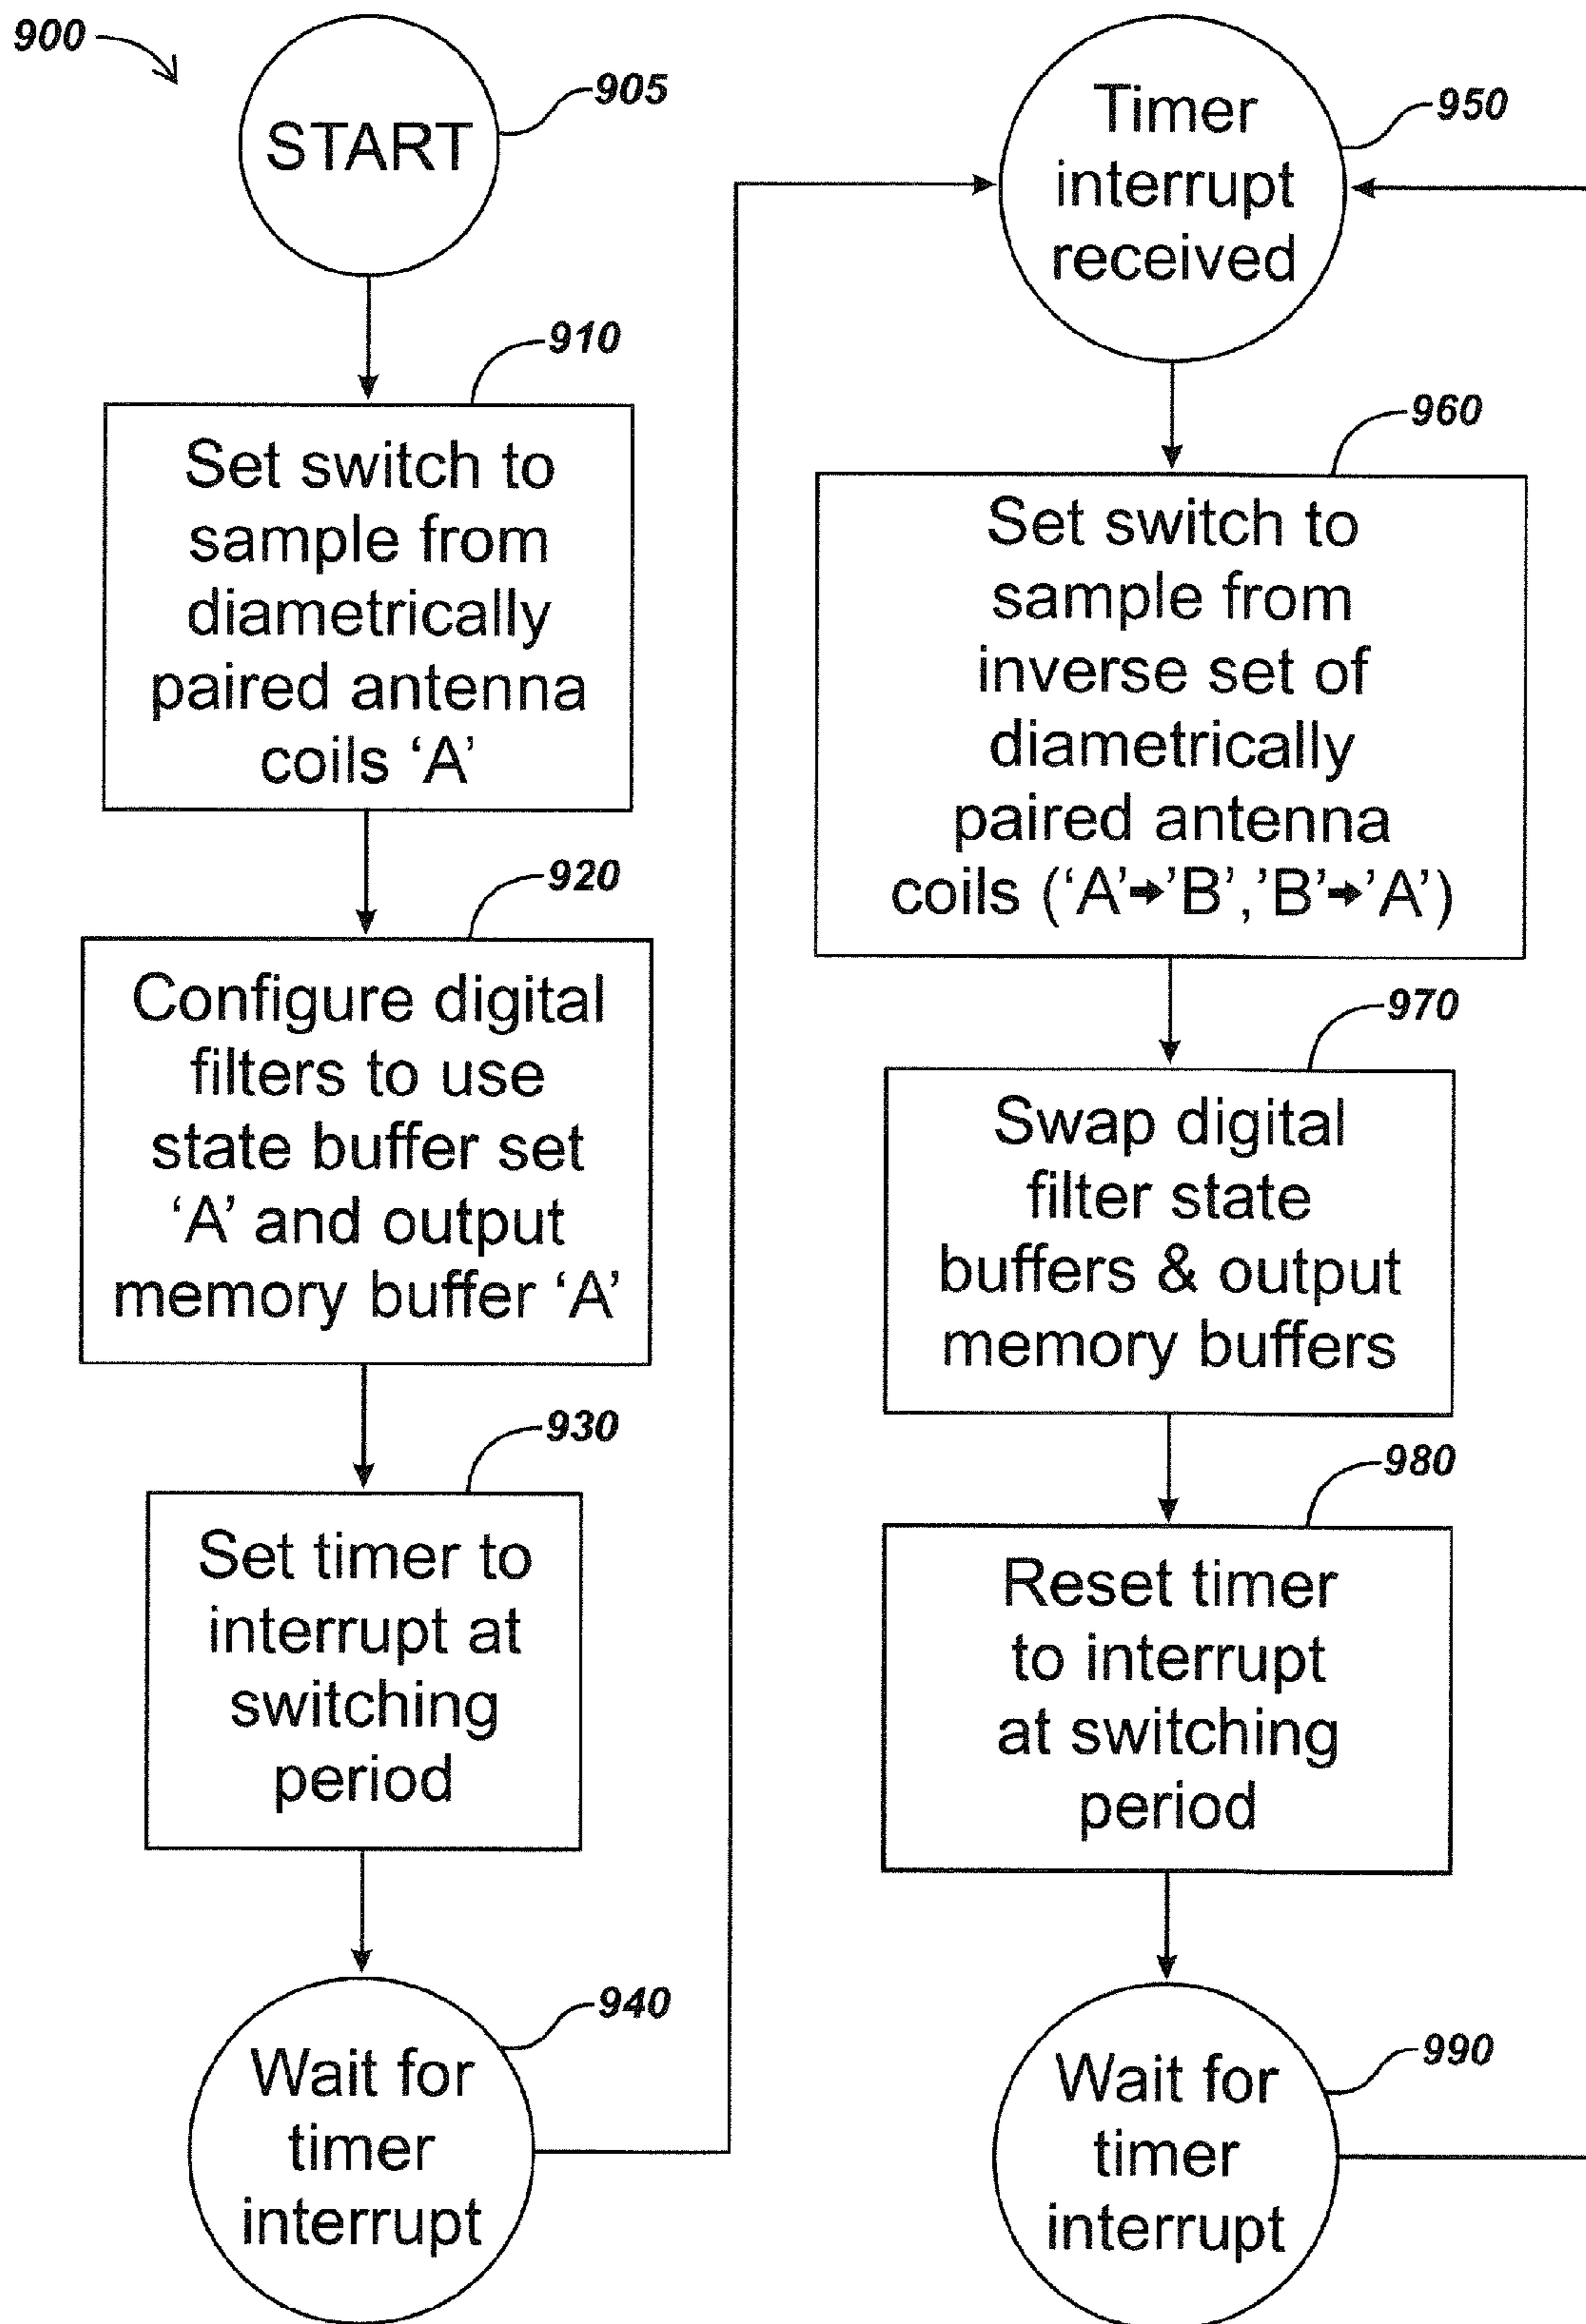 900
START
905
910
Set switch to
sample from
diametrically
paired antenna
coils ‘A’
920
Configure digital
filters to use
state buffer set
‘A’ and output
memory buffer ‘A’
930
Set timer to
interrupt at
switching
period
940
Wait for
timer
interrupt
Timer
interrupt
received
950
960
Set switch to
sample from
inverse set of
diametrically
paired antenna
coils (‘A’→’B’,’B’→’A’)
970
Swap digital
filter state
buffers & output
memory buffers
980
Reset timer
to interrupt
at switching
period
990
Wait for
timer
interrupt